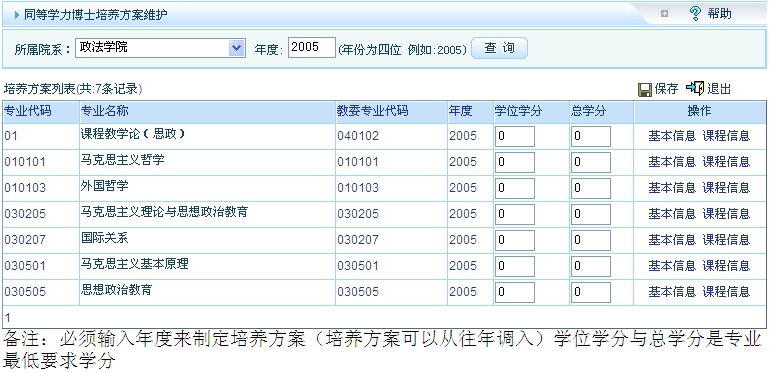 同等学力博士培养方案维护 帮助
所属院系： 政法学院 年度: 2005 (年份为四位 例如:2005) 查 询
培养方案列表(共:7条记录) 保存 退出
专业代码 专业名称 教委专业代码 年度 学位学分 总学分 操作
01 课程教学论（思政） 040102 2005 0 0 基本信息 课程信息
010101 马克思主义哲学 010101 2005 0 0 基本信息 课程信息
010103 外国哲学 010103 2005 0 0 基本信息 课程信息
030205 马克思主义理论与思想政治教育 030205 2005 0 0 基本信息 课程信息
030207 国际关系 030207 2005 0 0 基本信息 课程信息
030501 马克思主义基本原理 030501 2005 0 0 基本信息 课程信息
030505 思想政治教育 030505 2005 0 0 基本信息 课程信息
1
备注：必须输入年度来制定培养方案（培养方案可以从往年调入）学位学分与总学分是专业
最低要求学分